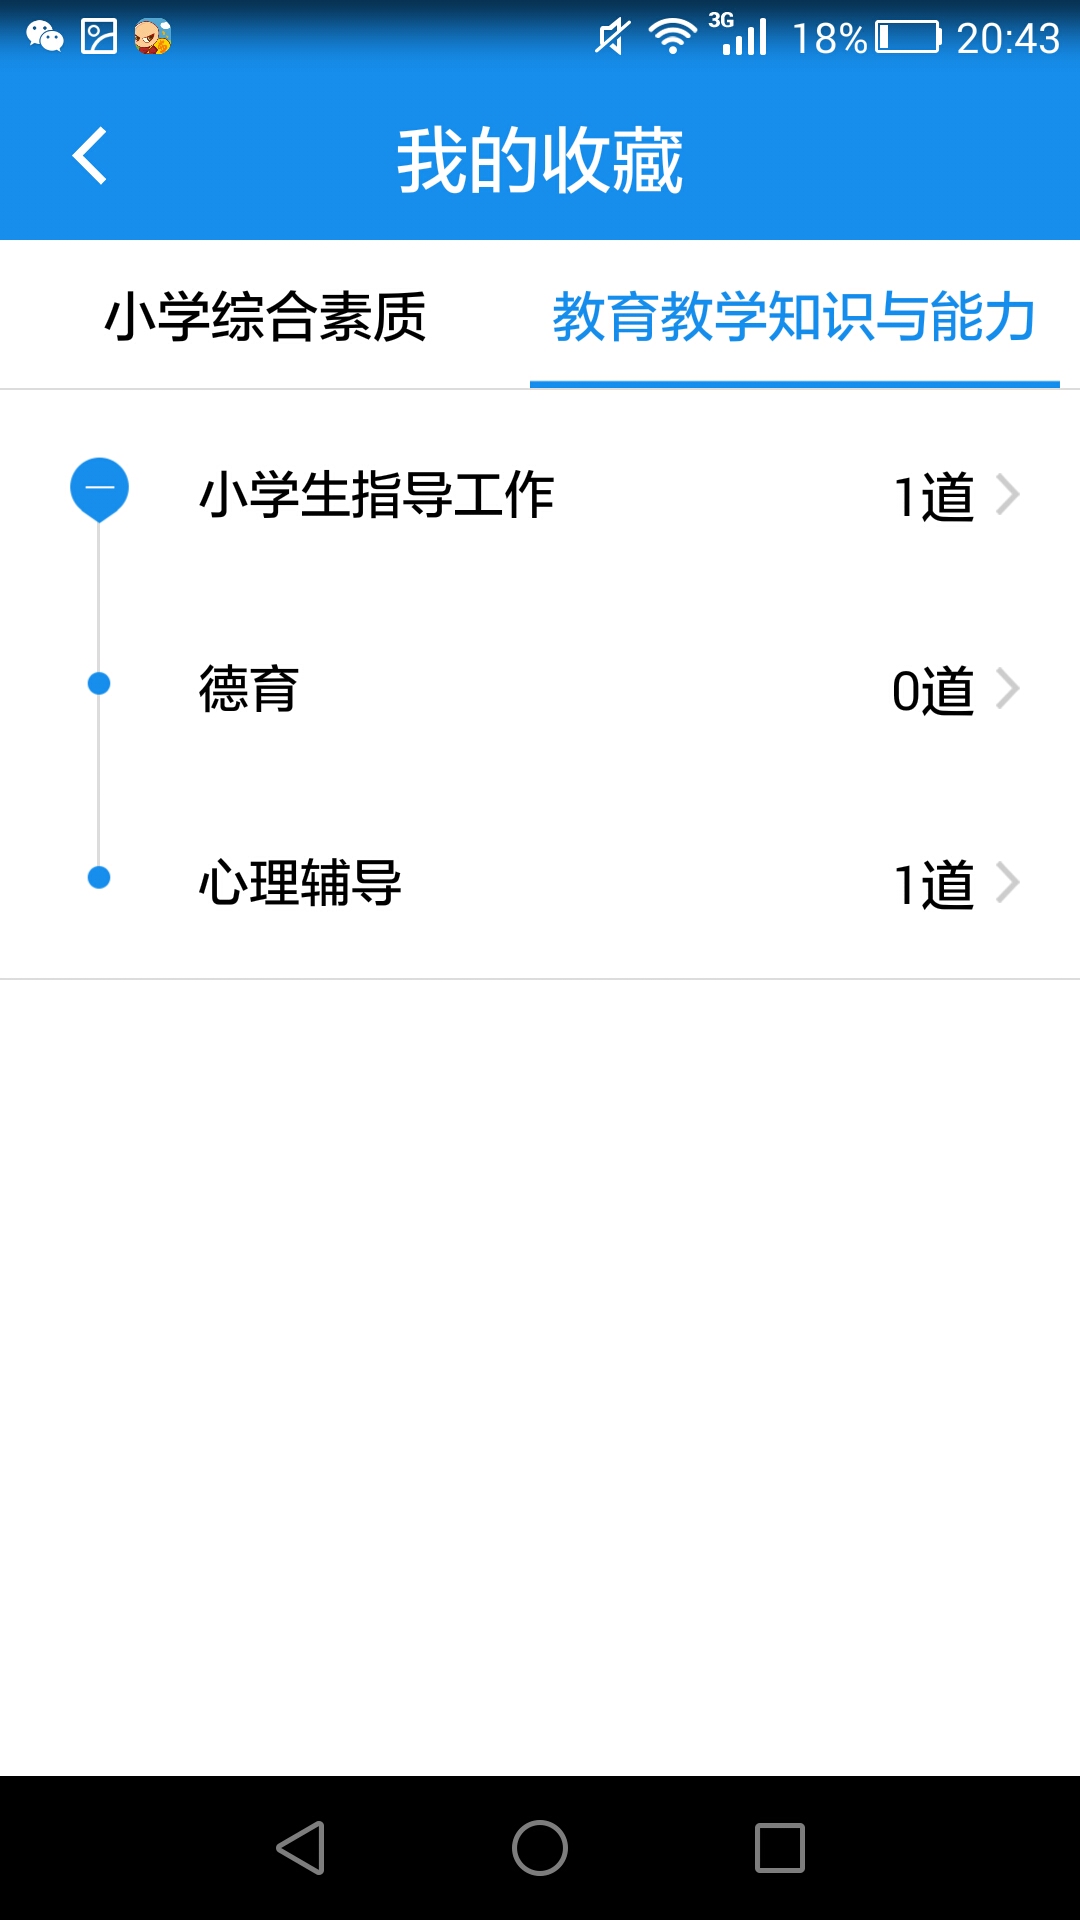 3G 18% 20:43
我的收藏
小学综合素质 教育教学知识与能力
小学生指导工作 1道
德育 0道
心理辅导 1道